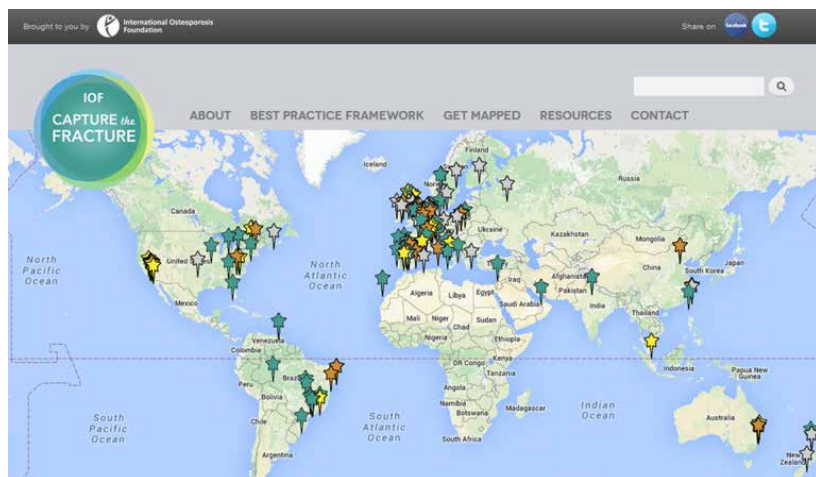 Brought to you by International Osteoporosis Foundation
Share on facebook
IOF
CAPTURE the
FRACTURE
ABOUT BEST PRACTICE FRAMEWORK GET MAPPED RESOURCES CONTACT
Finland
Iceland
Norw
Russia
Canada
Ukraine
Kazakhstan
Mongolia
North
Pacific
Ocean
United
North
Atlantic
Ocean
China
South Korea
Japan
Afghanistan
Iraq
Pakistan
Algeria
Libya
Egypt
Saudi Arabia
India
Mexico
Mali
Niger
Sudan
Chad
Thailand
Nigeria
Ethiopia
Venezuela
Colombia
DR Congo
Kenya
Tanzania
Indonesia
Papua New
Guinea
Peru
Brazil
Angola
Bolivia
Namibia
Botswana
Madagascar
Indian
Ocean
Australia
South
Pacific
Ocean
Chile
South
Atlantic
Ocean
South Africa
Argentina
New
Zealand